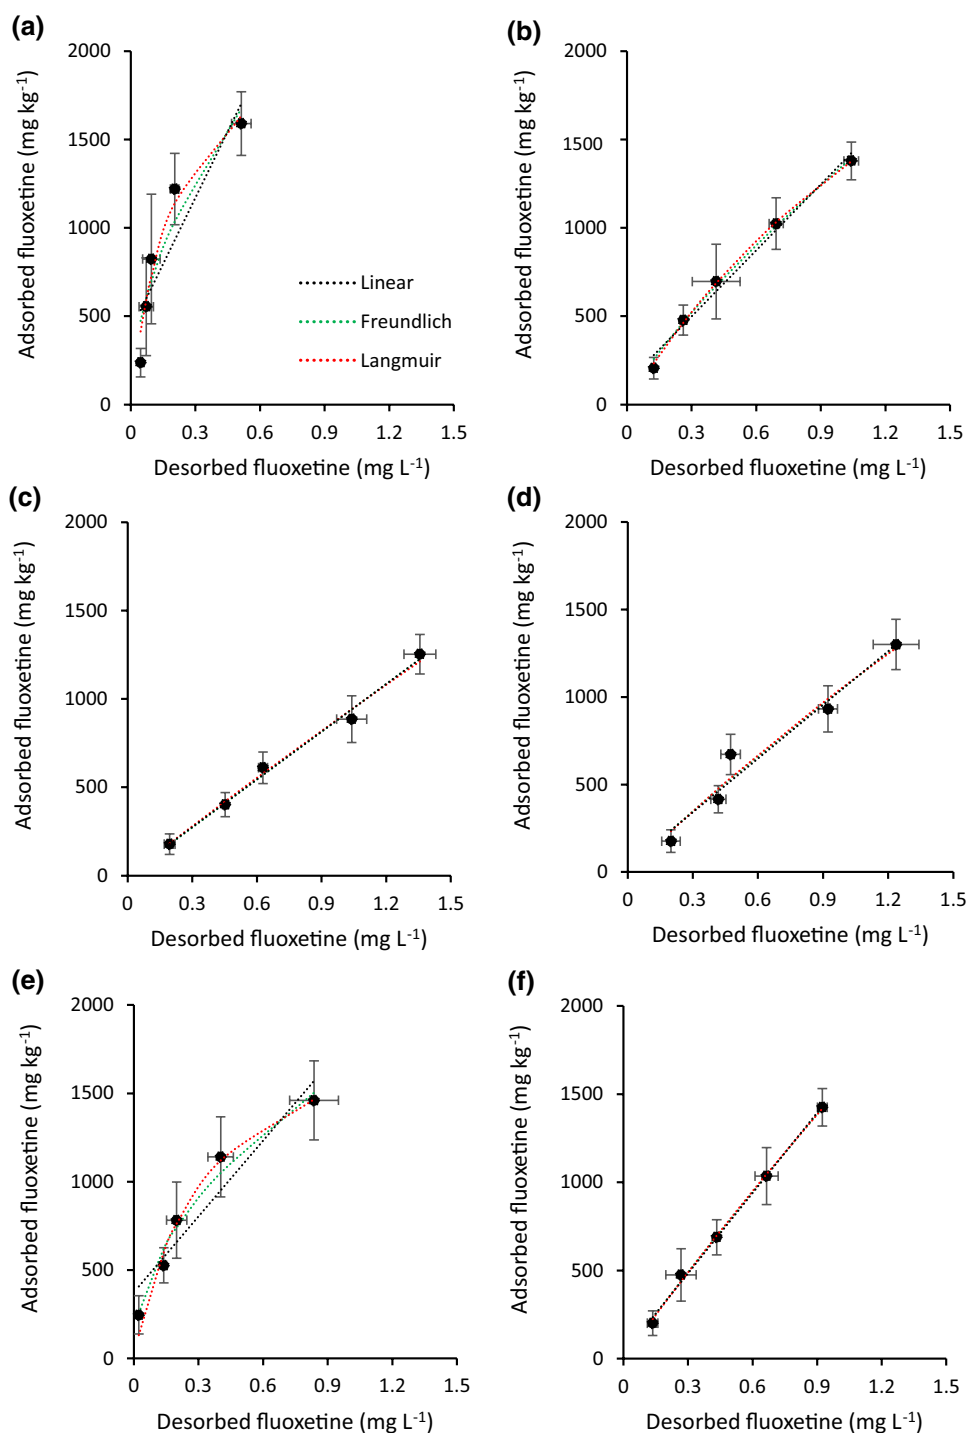 (a)
2000
1500
1000
500
0
Adsorbed fluoxetine (mg kg⁻¹)
Linear
Freundlich
Langmuir
0 0.3 0.6 0.9 1.2 1.5
Desorbed fluoxetine (mg L⁻¹)
(b)
2000
1500
1000
500
0
Adsorbed fluoxetine (mg kg⁻¹)
0 0.3 0.6 0.9 1.2 1.5
Desorbed fluoxetine (mg L⁻¹)
(c)
2000
1500
1000
500
0
Adsorbed fluoxetine (mg kg⁻¹)
0 0.3 0.6 0.9 1.2 1.5
Desorbed fluoxetine (mg L⁻¹)
(d)
2000
1500
1000
500
0
Adsorbed fluoxetine (mg kg⁻¹)
0 0.3 0.6 0.9 1.2 1.5
Desorbed fluoxetine (mg L⁻¹)
(e)
2000
1500
1000
500
0
Adsorbed fluoxetine (mg kg⁻¹)
0 0.3 0.6 0.9 1.2 1.5
Desorbed fluoxetine (mg L⁻¹)
(f)
2000
1500
1000
500
0
Adsorbed fluoxetine (mg kg⁻¹)
0 0.3 0.6 0.9 1.2 1.5
Desorbed fluoxetine (mg L⁻¹)